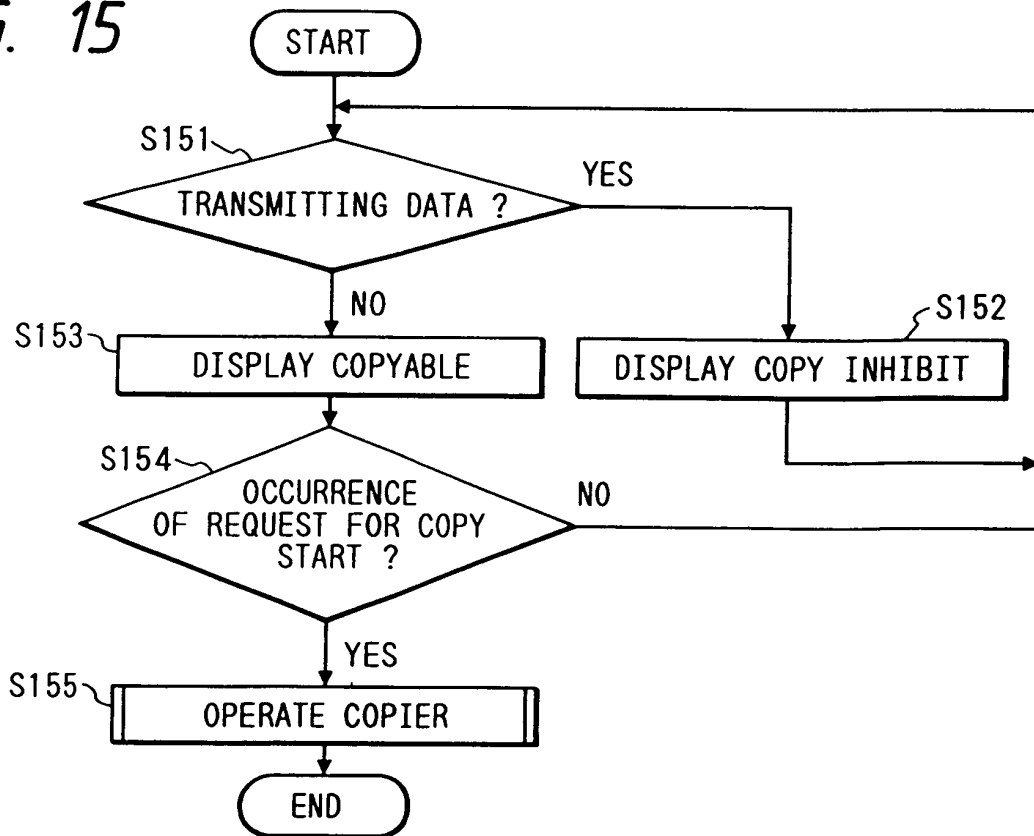 G. 15
START
S151
TRANSMITTING DATA ?
YES
NO
S152
S153
DISPLAY COPYABLE
DISPLAY COPY INHIBIT
S154
OCCURRENCE
OF REQUEST FOR COPY
START ?
NO
YES
S155
OPERATE COPIER
END